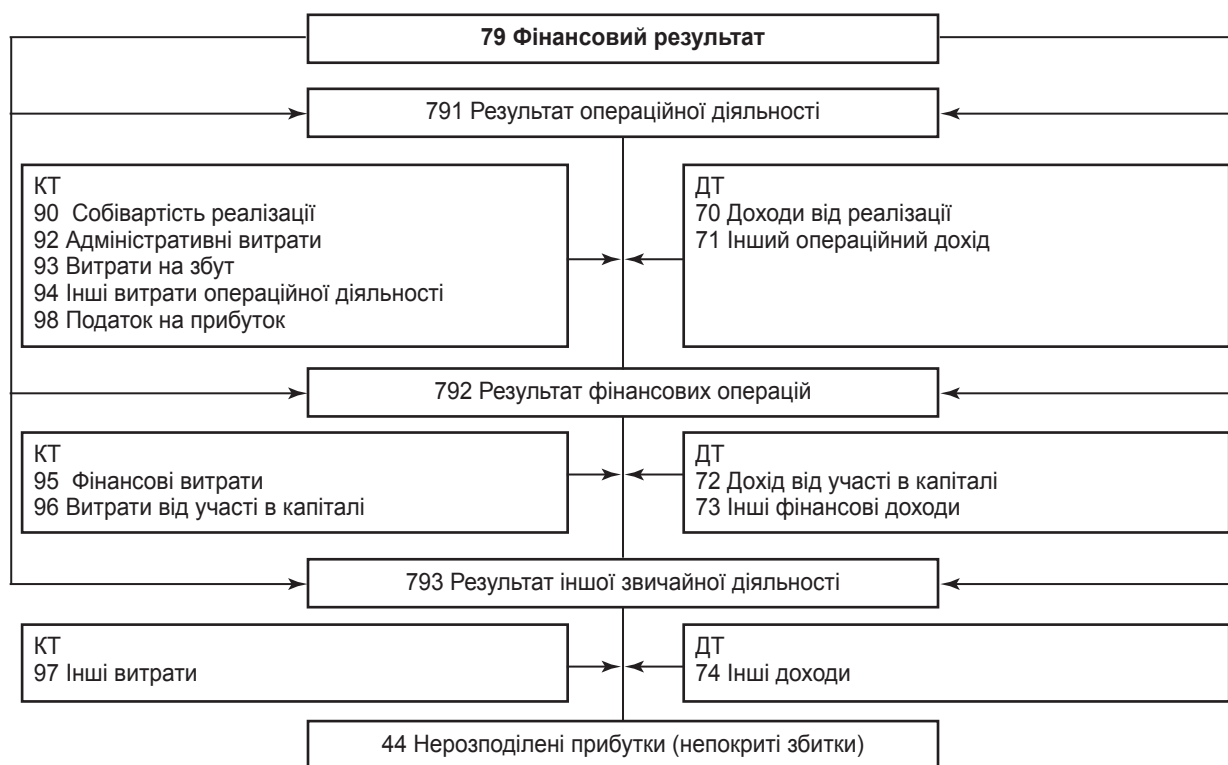 79 Фінансовий результат
791 Результат операційної діяльності
КТ
90 Собівартість реалізації
92 Адміністративні витрати
93 Витрати на збут
94 Інші витрати операційної діяльності
98 Податок на прибуток
ДТ
70 Доходи від реалізації
71 Інший операційний дохід
792 Результат фінансових операцій
КТ
95 Фінансові витрати
96 Витрати від участі в капіталі
ДТ
72 Дохід від участі в капіталі
73 Інші фінансові доходи
793 Результат іншої звичайної діяльності
КТ
97 Інші витрати
ДТ
74 Інші доходи
44 Нерозподілені прибутки (непокриті збитки)